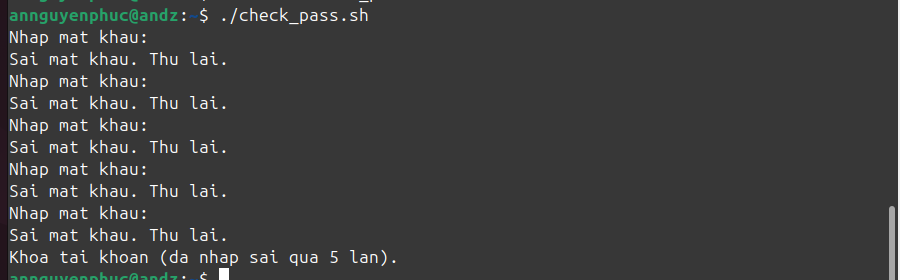 annguyenphuc@andz:~$ ./check_pass.sh
Nhap mat khau:
Sai mat khau. Thu lai.
Nhap mat khau:
Sai mat khau. Thu lai.
Nhap mat khau:
Sai mat khau. Thu lai.
Nhap mat khau:
Sai mat khau. Thu lai.
Nhap mat khau:
Sai mat khau. Thu lai.
Khoa tai khoan (da nhap sai qua 5 lan).
annguyenphuc@andz:~$